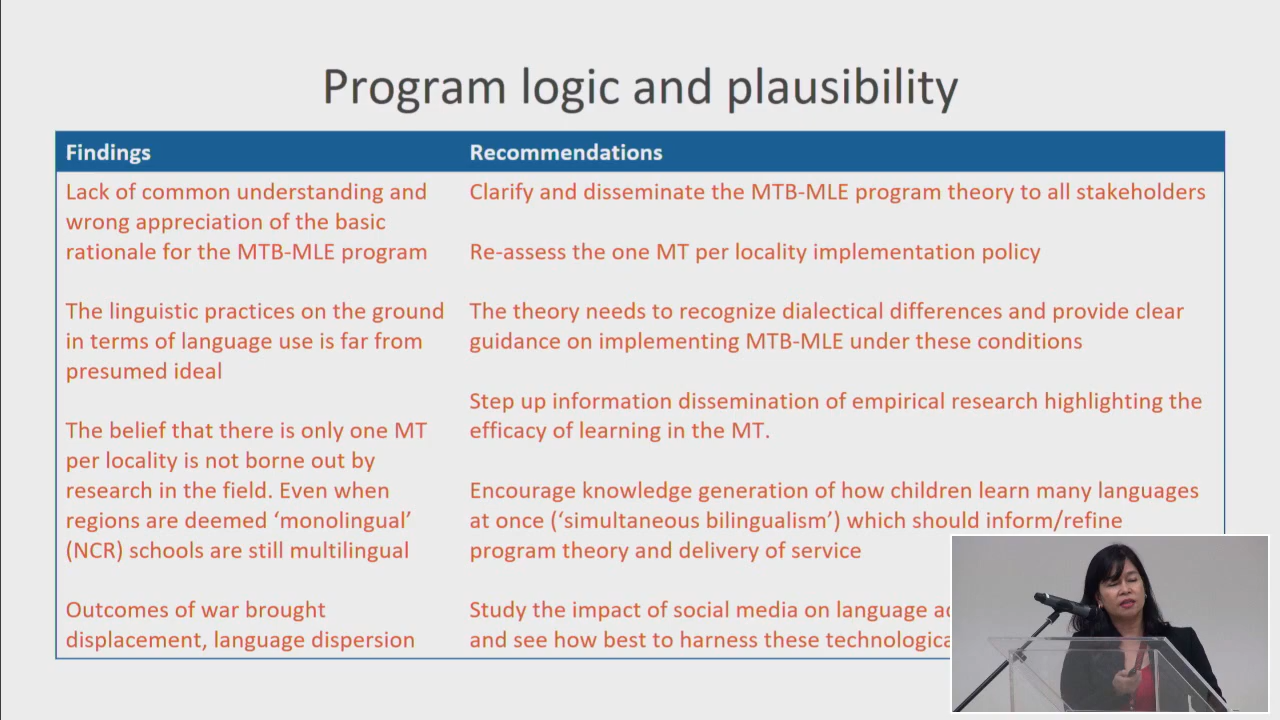 Program logic and plausibility
Findings
Recommendations
Lack of common understanding and
wrong appreciation of the basic
rationale for the MTB-MLE program
The linguistic practices on the ground
in terms of language use is far from
presumed ideal
The belief that there is only one MT
per locality is not borne out by
research in the field. Even when
regions are deemed ‘monolingual’
(NCR) schools are still multilingual
Outcomes of war brought
displacement, language dispersion
Clarify and disseminate the MTB-MLE program theory to all stakeholders
Re-assess the one MT per locality implementation policy
The theory needs to recognize dialectical differences and provide clear
guidance on implementing MTB-MLE under these conditions
Step up information dissemination of empirical research highlighting the
efficacy of learning in the MT.
Encourage knowledge generation of how children learn many languages
at once (‘simultaneous bilingualism’) which should inform/refine
program theory and delivery of service
Study the impact of social media on language
and see how best to harness these